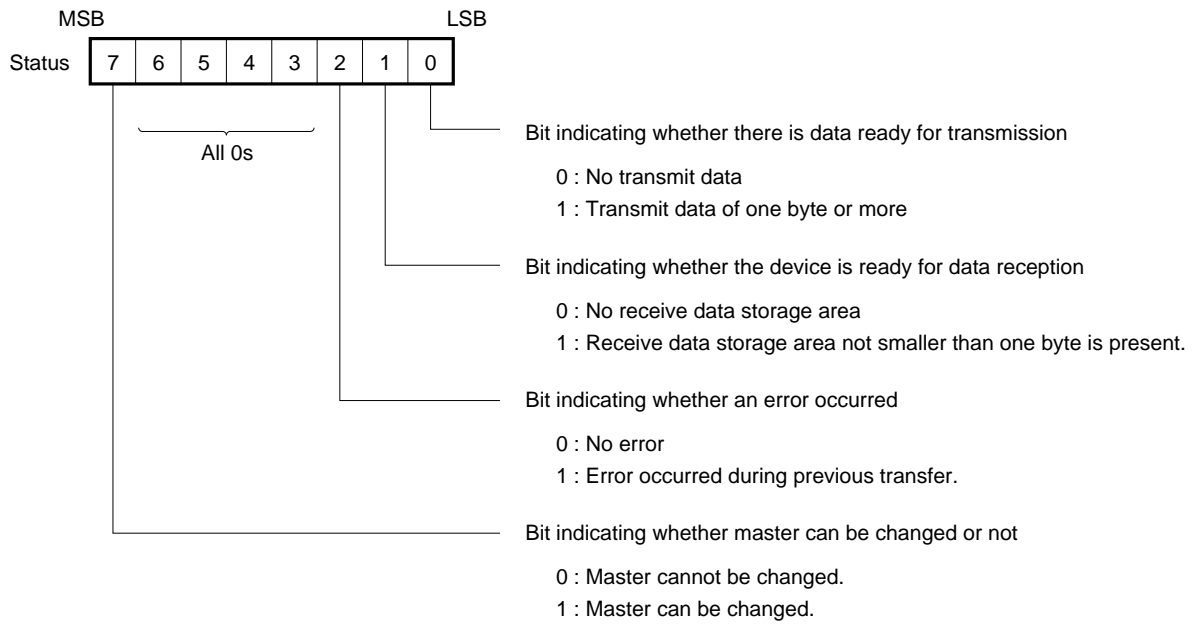 MSB LSB
Status 7 6 5 4 3 2 1 0
Bit indicating whether there is data ready for transmission
All 0s
0 : No transmit data
1 : Transmit data of one byte or more
Bit indicating whether the device is ready for data reception
0 : No receive data storage area
1 : Receive data storage area not smaller than one byte is present.
Bit indicating whether an error occurred
0 : No error
1 : Error occurred during previous transfer.
Bit indicating whether master can be changed or not
0 : Master cannot be changed.
1 : Master can be changed.